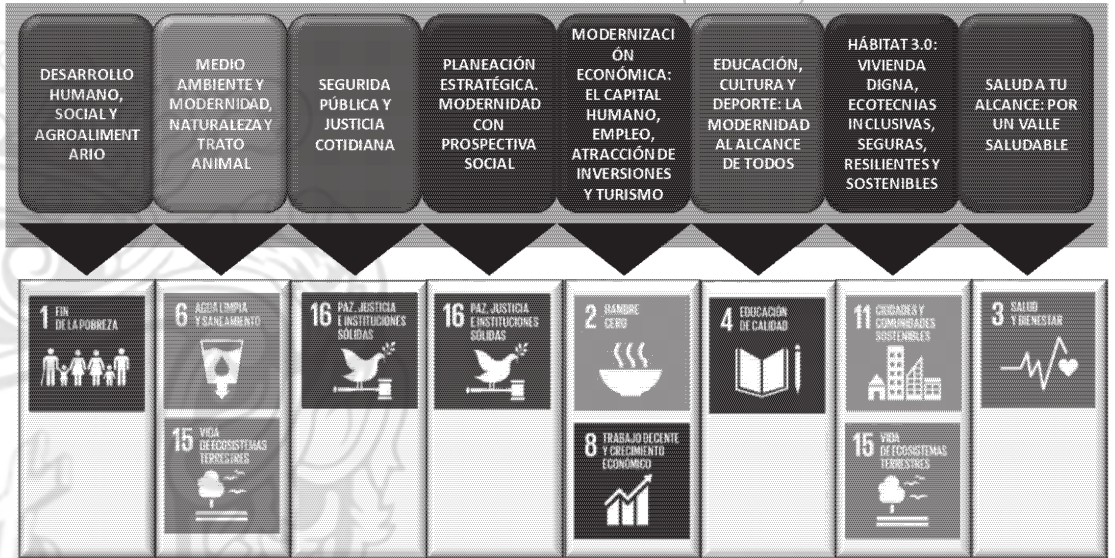 DESARROLLO
HUMANO,
SOCIAL Y
AGROALIMENT
ARIO
MEDIO
AMBIENTE Y
MODERNIDAD,
NATURALEZA Y
TRATO
ANIMAL
SEGURIDA
PÚBLICA Y
JUSTICIA
COTIDIANA
PLANEACIÓN
ESTRATÉGICA.
MODERNIDAD
CON
PROSPECTIVA
SOCIAL
MODERNIZACI
ÓN
ECONÓMICA:
EL CAPITAL
HUMANO,
EMPLEO,
ATRACCIÓN DE
INVERSIONES
Y TURISMO
EDUCACIÓN,
CULTURA Y
DEPORTE: LA
MODERNIDAD
AL ALCANCE
DE TODOS
HÁBITAT 3.0:
VIVIENDA
DIGNA,
ECOTECNIAS
INCLUSIVAS,
SEGURAS,
RESILIENTES Y
SOSTENIBLES
SALUD A TU
ALCANCE: POR
UN VALLE
SALUDABLE
1 FIN
DE LA POBREZA
6 AGUA LIMPIA
Y SANEAMIENTO
15 VIDA
DE ECOSISTEMAS
TERRESTRES
16 PAZ, JUSTICIA
E INSTITUCIONES
SÓLIDAS
16 PAZ, JUSTICIA
E INSTITUCIONES
SÓLIDAS
2 HAMBRE
CERO
8 TRABAJO DECENTE
Y CRECIMIENTO
ECONÓMICO
4 EDUCACIÓN
DE CALIDAD
11 CIUDADES Y
COMUNIDADES
SOSTENIBLES
15 VIDA
DE ECOSISTEMAS
TERRESTRES
3 SALUD
Y BIENESTAR